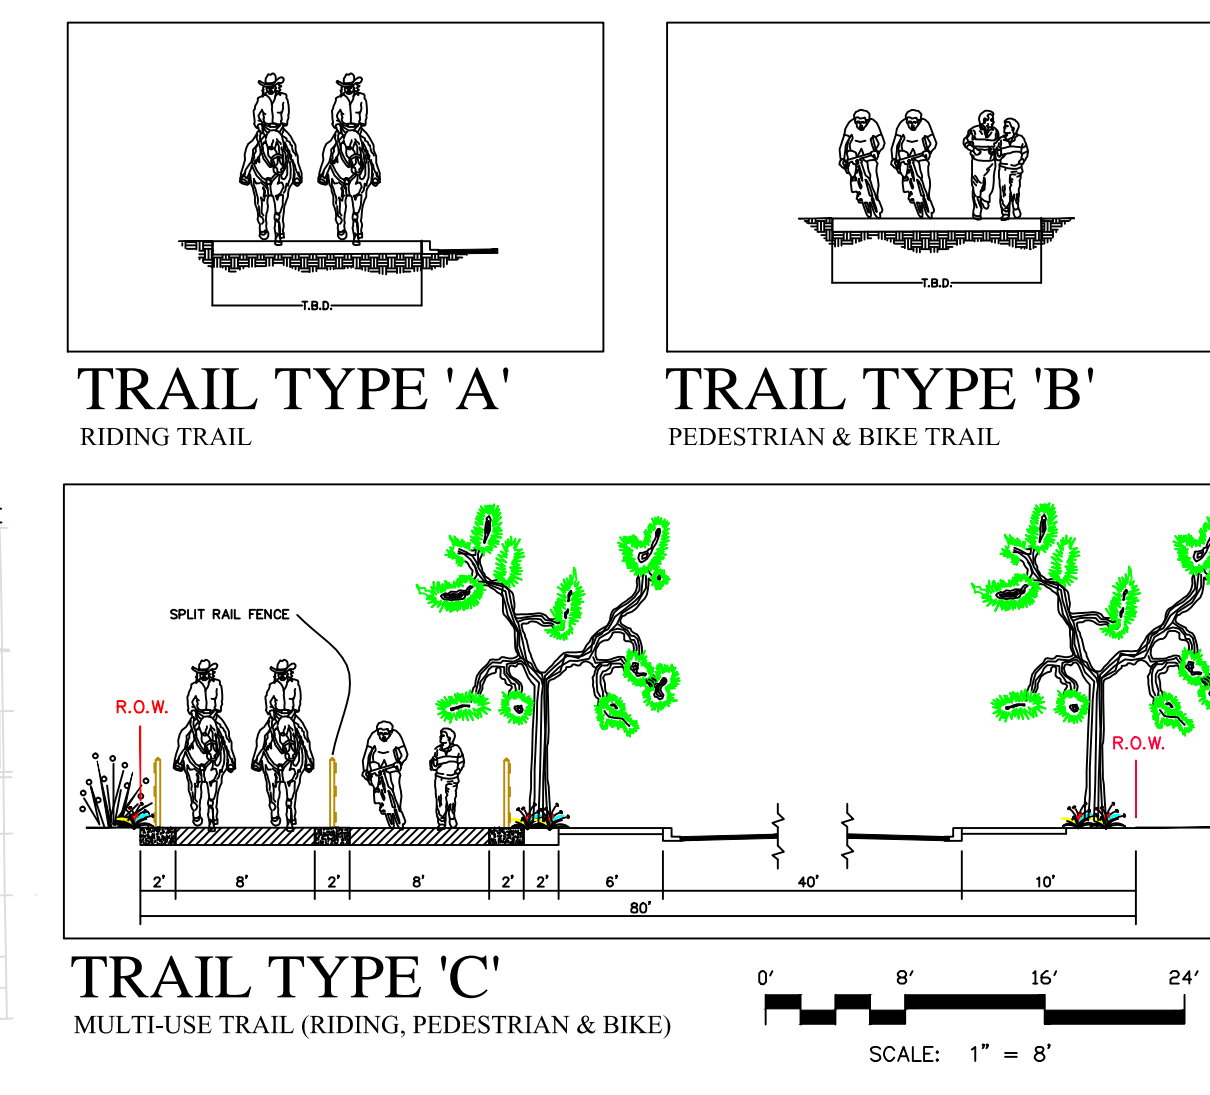 T.B.D.
T.B.D.
TRAIL TYPE 'A'
RIDING TRAIL
TRAIL TYPE 'B'
PEDESTRIAN & BIKE TRAIL
SPLIT RAIL FENCE
R.O.W.
R.O.W.
2' 8' 2' 8' 2' 2' 6' 40' 10'
80'
TRAIL TYPE 'C'
MULTI-USE TRAIL (RIDING, PEDESTRIAN & BIKE)
0' 8' 16' 24'
SCALE: 1" = 8'